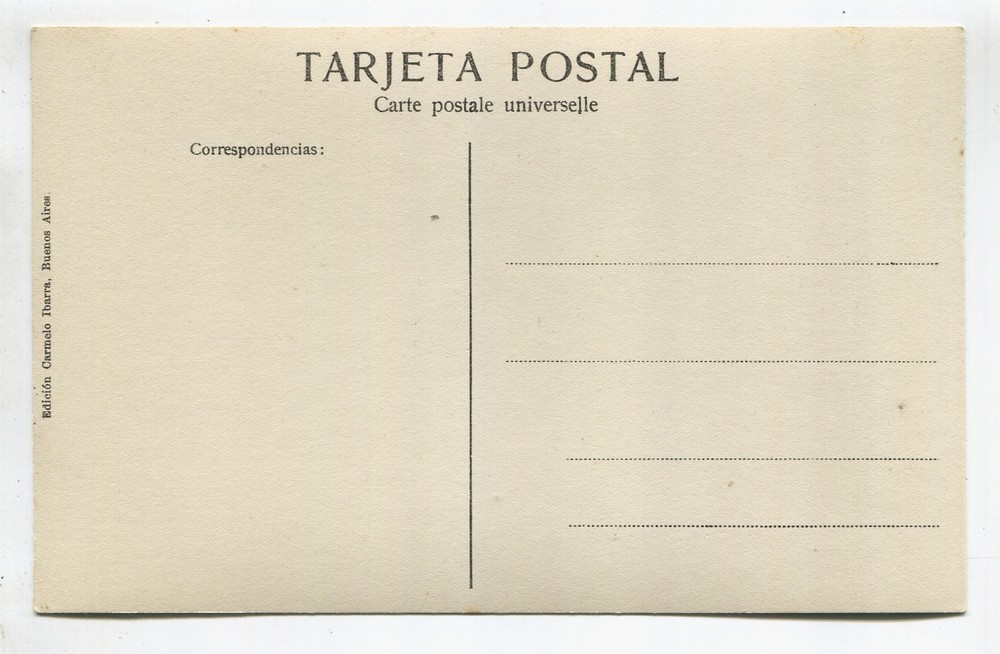 TARJETA POSTAL
Carte postale universelle
Correspondencias:
Edición Carmelo Ibarra, Buenos Aires.